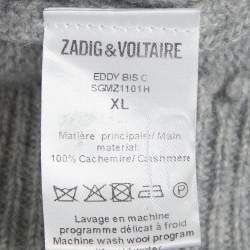 ZADIG & VOLTAIRE
EDDY BIS C
SGMZ1101H
XL
Matière principale/Main
material:
100% Cachemire/Cashmere
Lavage en machine
programme délicat à froid
Machine wash wool program